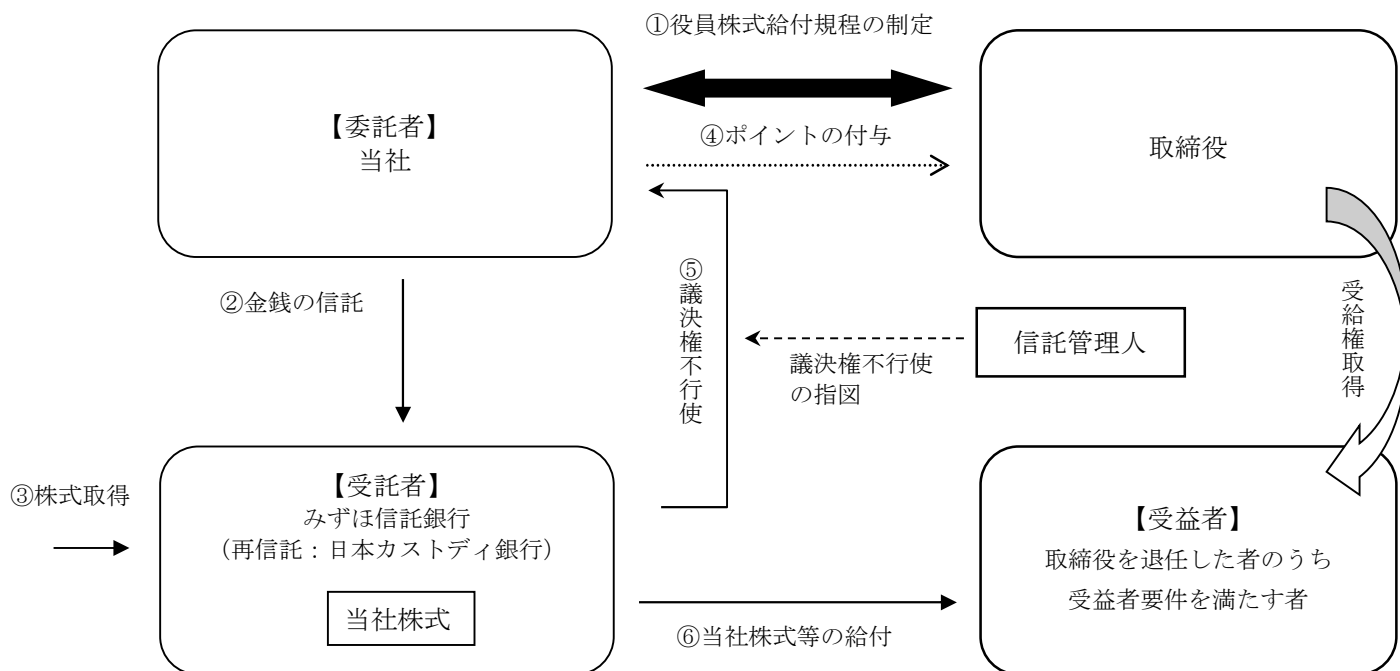 ①役員株式給付規程の制定
【委託者】
当社
④ポイントの付与
取締役
②金銭の信託
⑤議決権不行使
議決権不行使
の指図
信託管理人
受給権取得
③株式取得
【受託者】
みずほ信託銀行
（再信託：日本カストディ銀行）
当社株式
⑥当社株式等の給付
【受益者】
取締役を退任した者のうち
受益者要件を満たす者